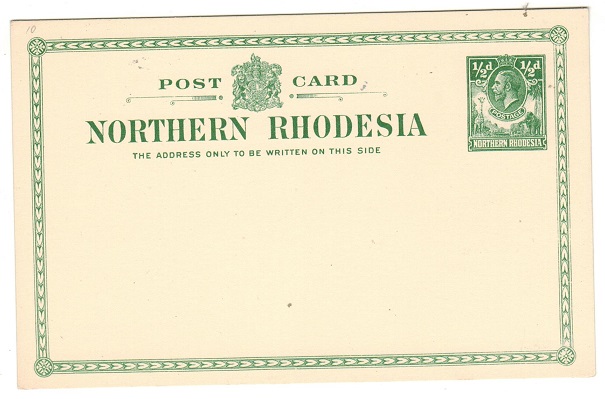 10
POST CARD
½d ½d
NORTHERN RHODESIA
THE ADDRESS ONLY TO BE WRITTEN ON THIS SIDE
POSTAGE
NORTHERN RHODESIA